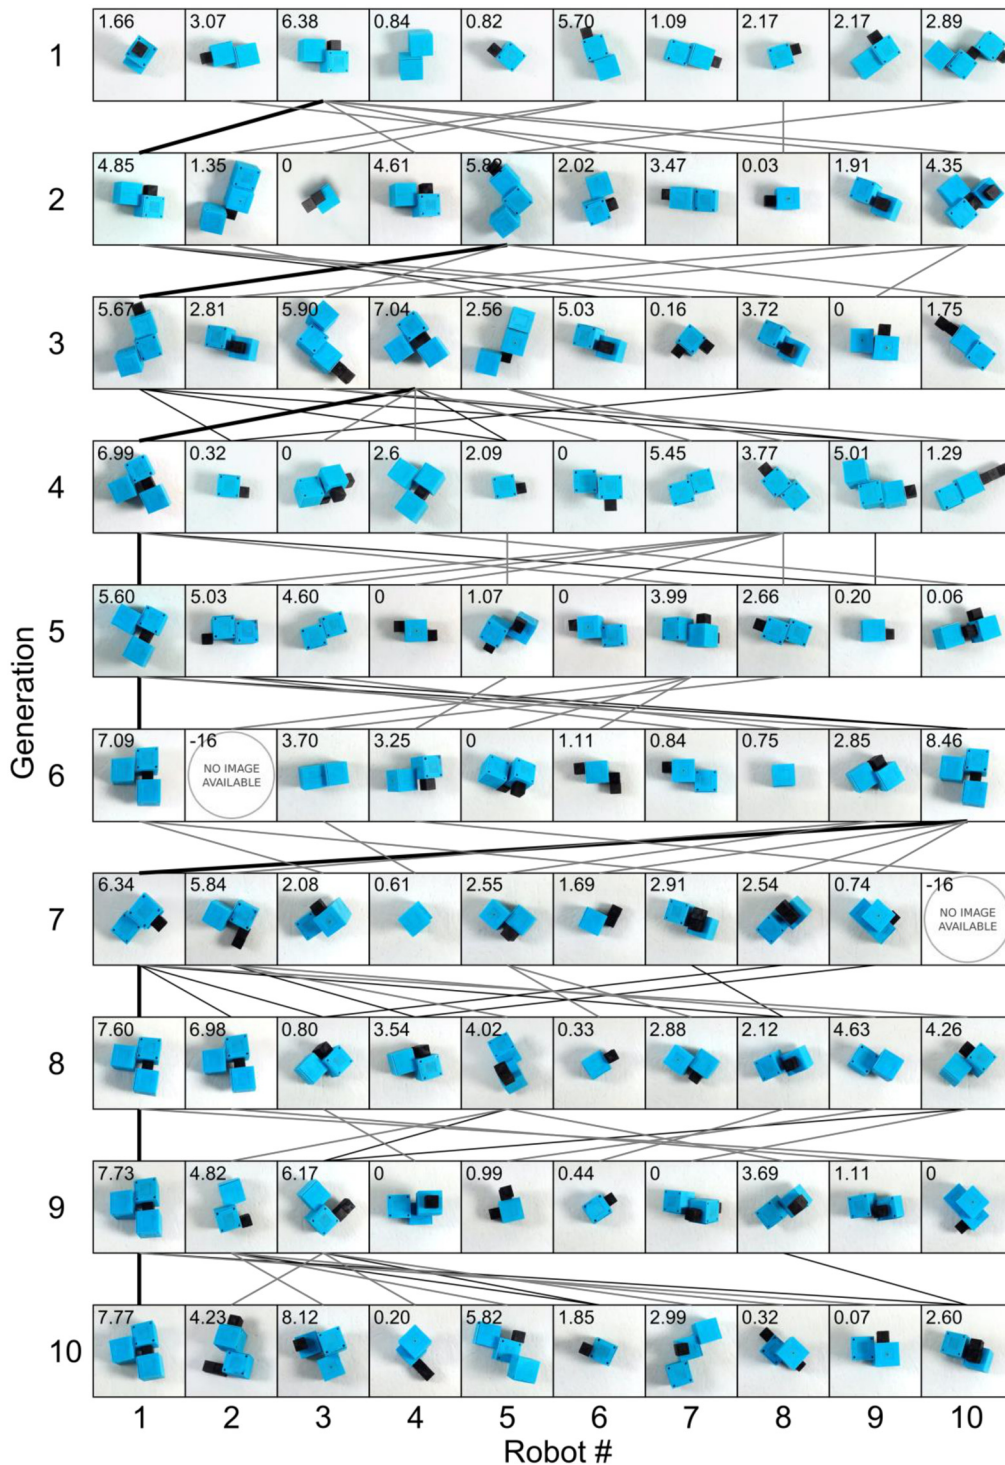 1.66 3.07 6.38 0.84 0.82 5.70 1.09 2.17 2.17 2.89
1
4.85 1.35 0 4.61 5.82 2.02 3.47 0.03 1.91 4.35
2
5.67 2.81 5.90 7.04 2.56 5.03 0.16 3.72 0 1.75
3
6.99 0.32 0 2.6 2.09 0 5.45 3.77 5.01 1.29
4
5.60 5.03 4.60 0 1.07 0 3.99 2.66 0.20 0.06
5
Generation
7.09 -16 3.70 3.25 0 1.11 0.84 0.75 2.85 8.46
6
NO IMAGE
AVAILABLE
6.34 5.84 2.08 0.61 2.55 1.69 2.91 2.54 0.74 -16
7
NO IMAGE
AVAILABLE
7.60 6.98 0.80 3.54 4.02 0.33 2.88 2.12 4.63 4.26
8
7.73 4.82 6.17 0 0.99 0.44 0 3.69 1.11 0
9
7.77 4.23 8.12 0.20 5.82 1.85 2.99 0.32 0.07 2.60
10
1 2 3 4 5 6 7 8 9 10
Robot #